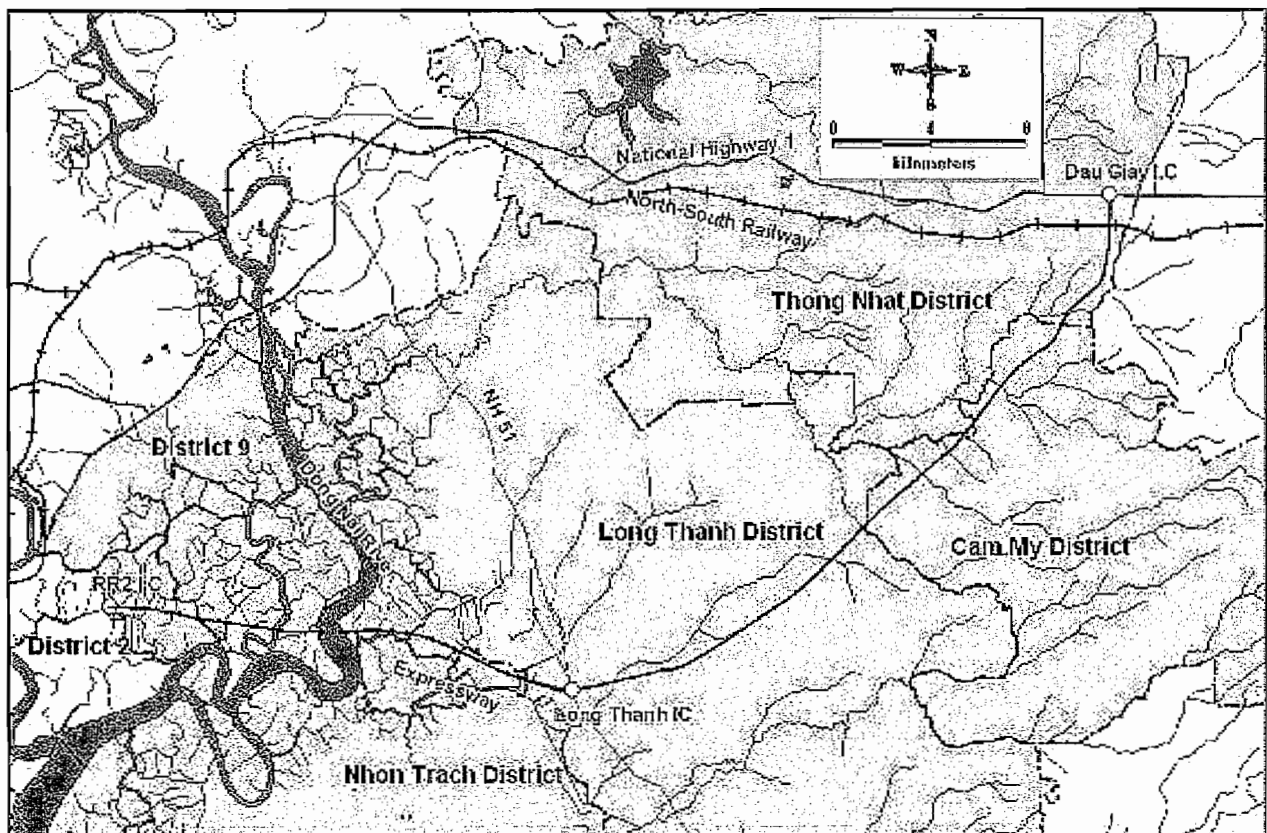 N
W E
S
0 4 8
kilometers
National Highway 1
Dau Giay I.C
North-South Railway
Thong Nhat District
NH 51
District 9
Dong Nai River
Long Thanh District
Cam My District
RR2 I.C
District 2
Expressway
Long Thanh IC
Nhon Trach District